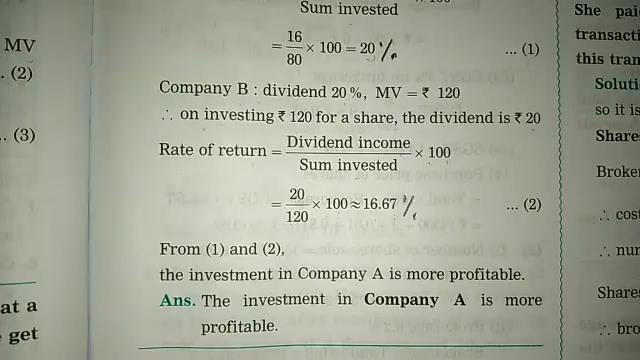 Sum invested
= 16/80 × 100 = 20 % ... (1)
Company B : dividend 20 %, MV = ₹ 120
∴ on investing ₹ 120 for a share, the dividend is ₹ 20
Rate of return = Dividend income/Sum invested × 100
= 20/120 × 100 ≈ 16.67 % ... (2)
From (1) and (2),
the investment in Company A is more profitable.
Ans. The investment in Company A is more
profitable.
MV
. (2)
.. (3)
at a
get
She pai
transacti
this tran
Soluti
so it is
Share
Broker
∴ cost
∴ num
Share
∴ bro